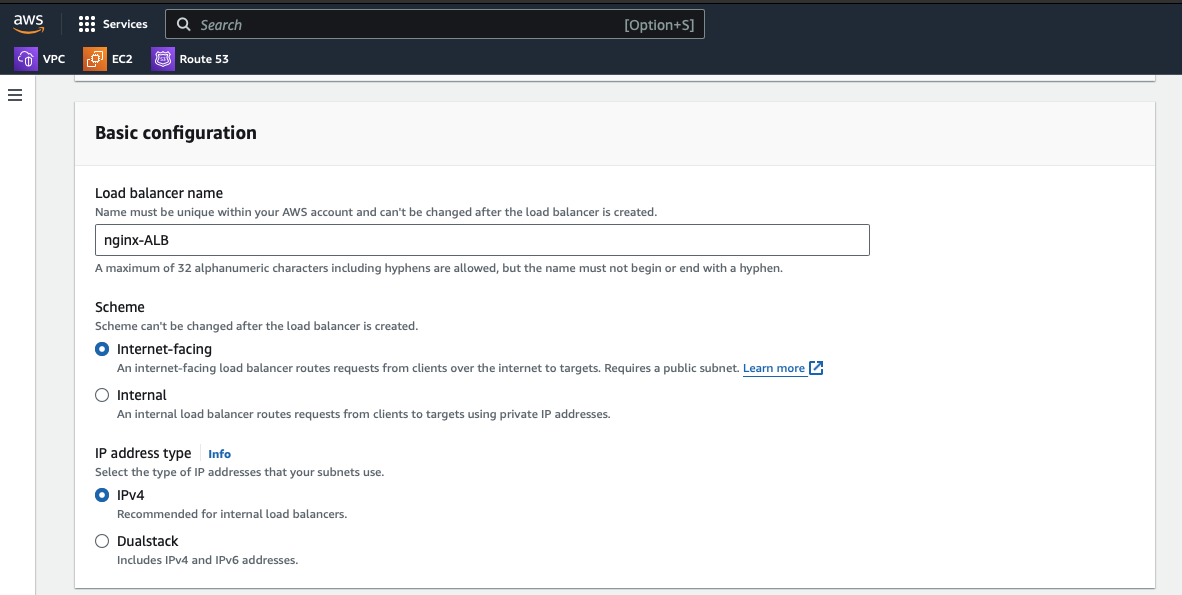 aws
Services
Search
[Option+S]
VPC
EC2
Route 53
Basic configuration
Load balancer name
Name must be unique within your AWS account and can't be changed after the load balancer is created.
nginx-ALB
A maximum of 32 alphanumeric characters including hyphens are allowed, but the name must not begin or end with a hyphen.
Scheme
Scheme can't be changed after the load balancer is created.
Internet-facing
An internet-facing load balancer routes requests from clients over the internet to targets. Requires a public subnet. Learn more
Internal
An internal load balancer routes requests from clients to targets using private IP addresses.
IP address type Info
Select the type of IP addresses that your subnets use.
IPv4
Recommended for internal load balancers.
Dualstack
Includes IPv4 and IPv6 addresses.